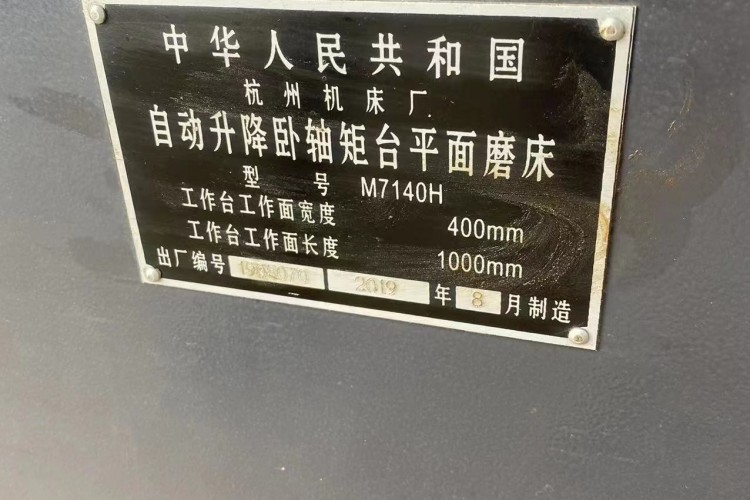 中华人民共和国
杭州机床厂
自动升降卧轴矩台平面磨床
型号 M7140H
工作台工作面宽度 400mm
工作台工作面长度 1000mm
出厂编号 2019 年 8 月制造